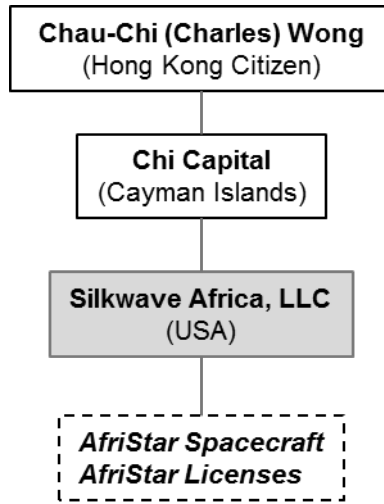 Chau-Chi (Charles) Wong
(Hong Kong Citizen)
Chi Capital
(Cayman Islands)
Silkwave Africa, LLC
(USA)
AfriStar Spacecraft
AfriStar Licenses